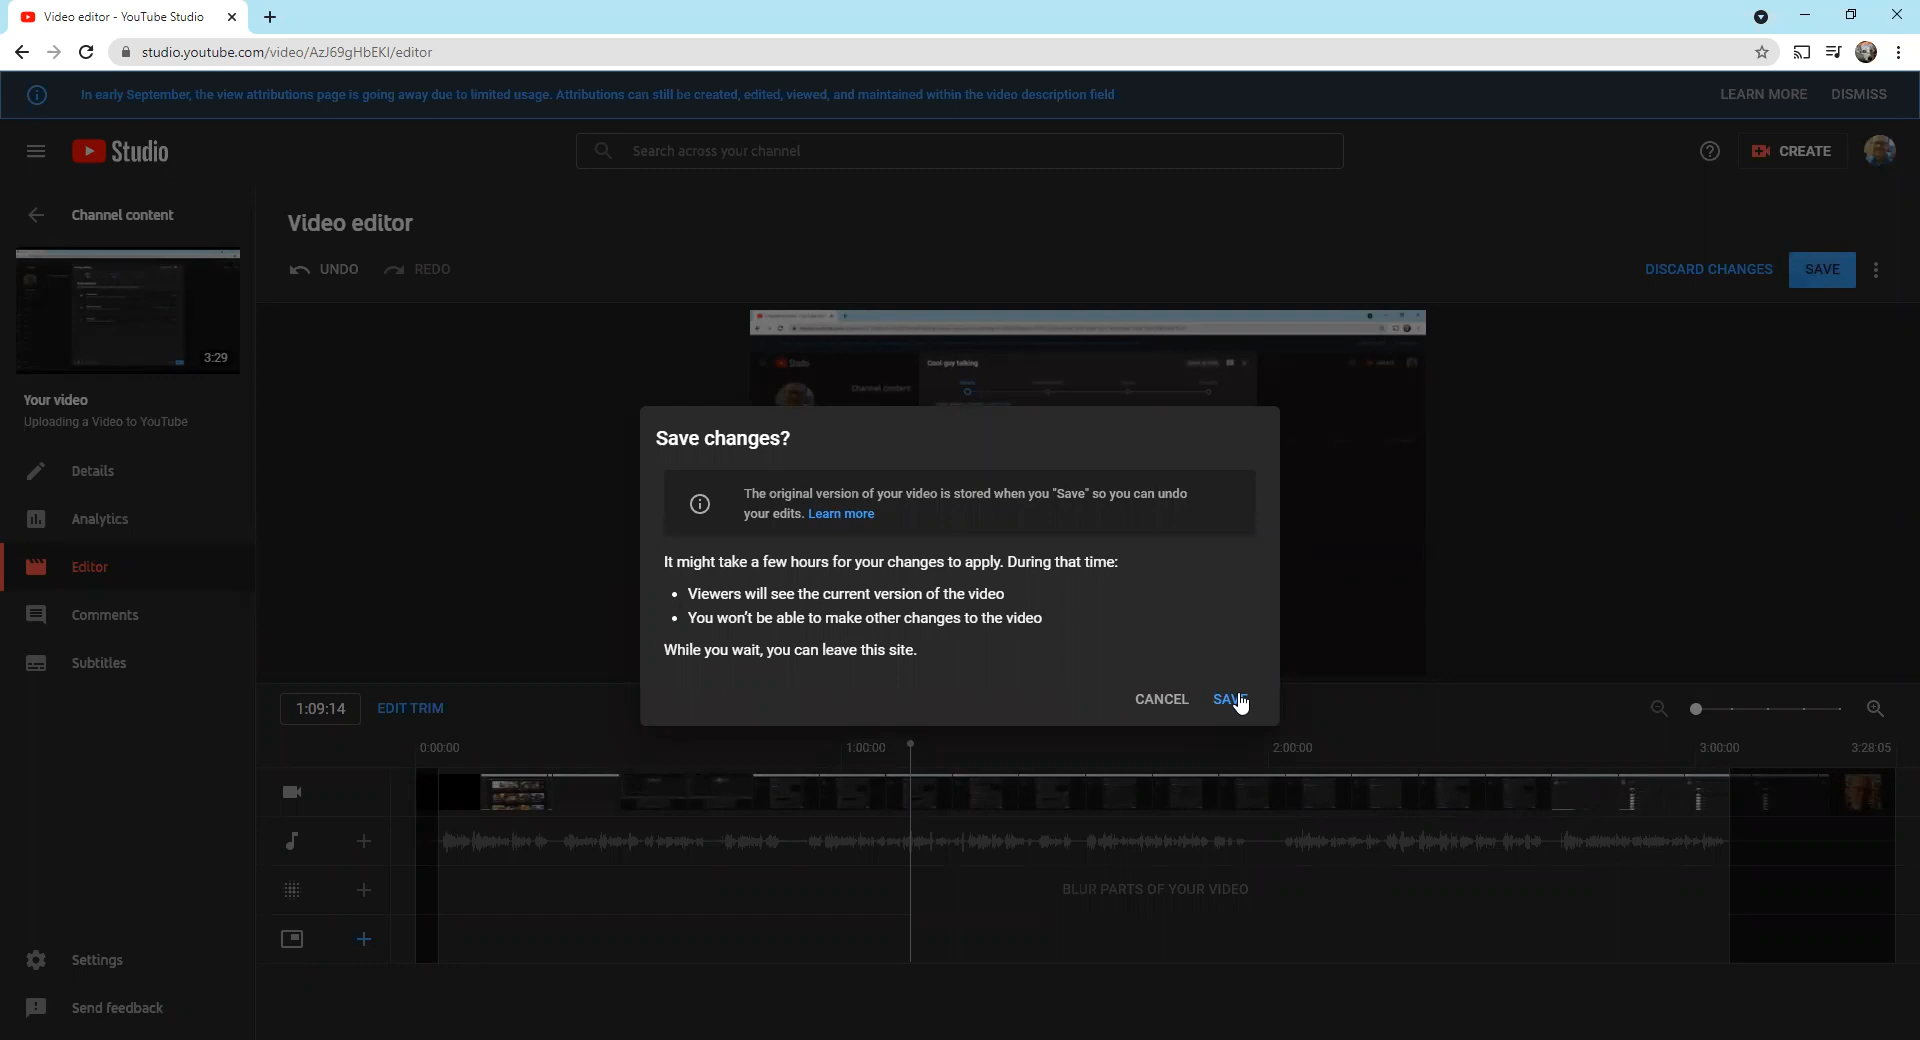 Video editor - YouTube Studio
studio.youtube.com/video/AzJ69gHbEKI/editor
In early September, the view attributions page is going away due to limited usage. Attributions can still be created, edited, viewed, and maintained within the video description field
LEARN MORE
DISMISS
Studio
Search across your channel
CREATE
Channel content
Video editor
UNDO
REDO
DISCARD CHANGES
SAVE
3:29
Your video
Uploading a Video to YouTube
Details
Analytics
Editor
Comments
Subtitles
Settings
Send feedback
Studio
Cool guy talking
Channel content
Save changes?
The original version of your video is stored when you "Save" so you can undo
your edits. Learn more
It might take a few hours for your changes to apply. During that time:
• Viewers will see the current version of the video
• You won't be able to make other changes to the video
While you wait, you can leave this site.
CANCEL
SAVE
1:09:14
EDIT TRIM
0:00:00
1:00:00
2:00:00
3:00:00
3:28:05
BLUR PARTS OF YOUR VIDEO